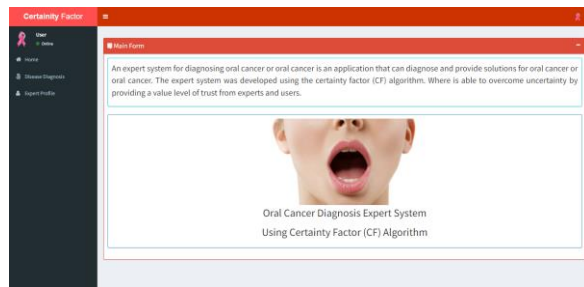 Certainity Factor
User
Online
Home
Disease Diagnosis
Expert Profile
Main Form
An expert system for diagnosing oral cancer or oral cancer is an application that can diagnose and provide solutions for oral cancer or
oral cancer. The expert system was developed using the certainty factor (CF) algorithm. Where is able to overcome uncertainty by
providing a value level of trust from experts and users.
Oral Cancer Diagnosis Expert System
Using Certainty Factor (CF) Algorithm